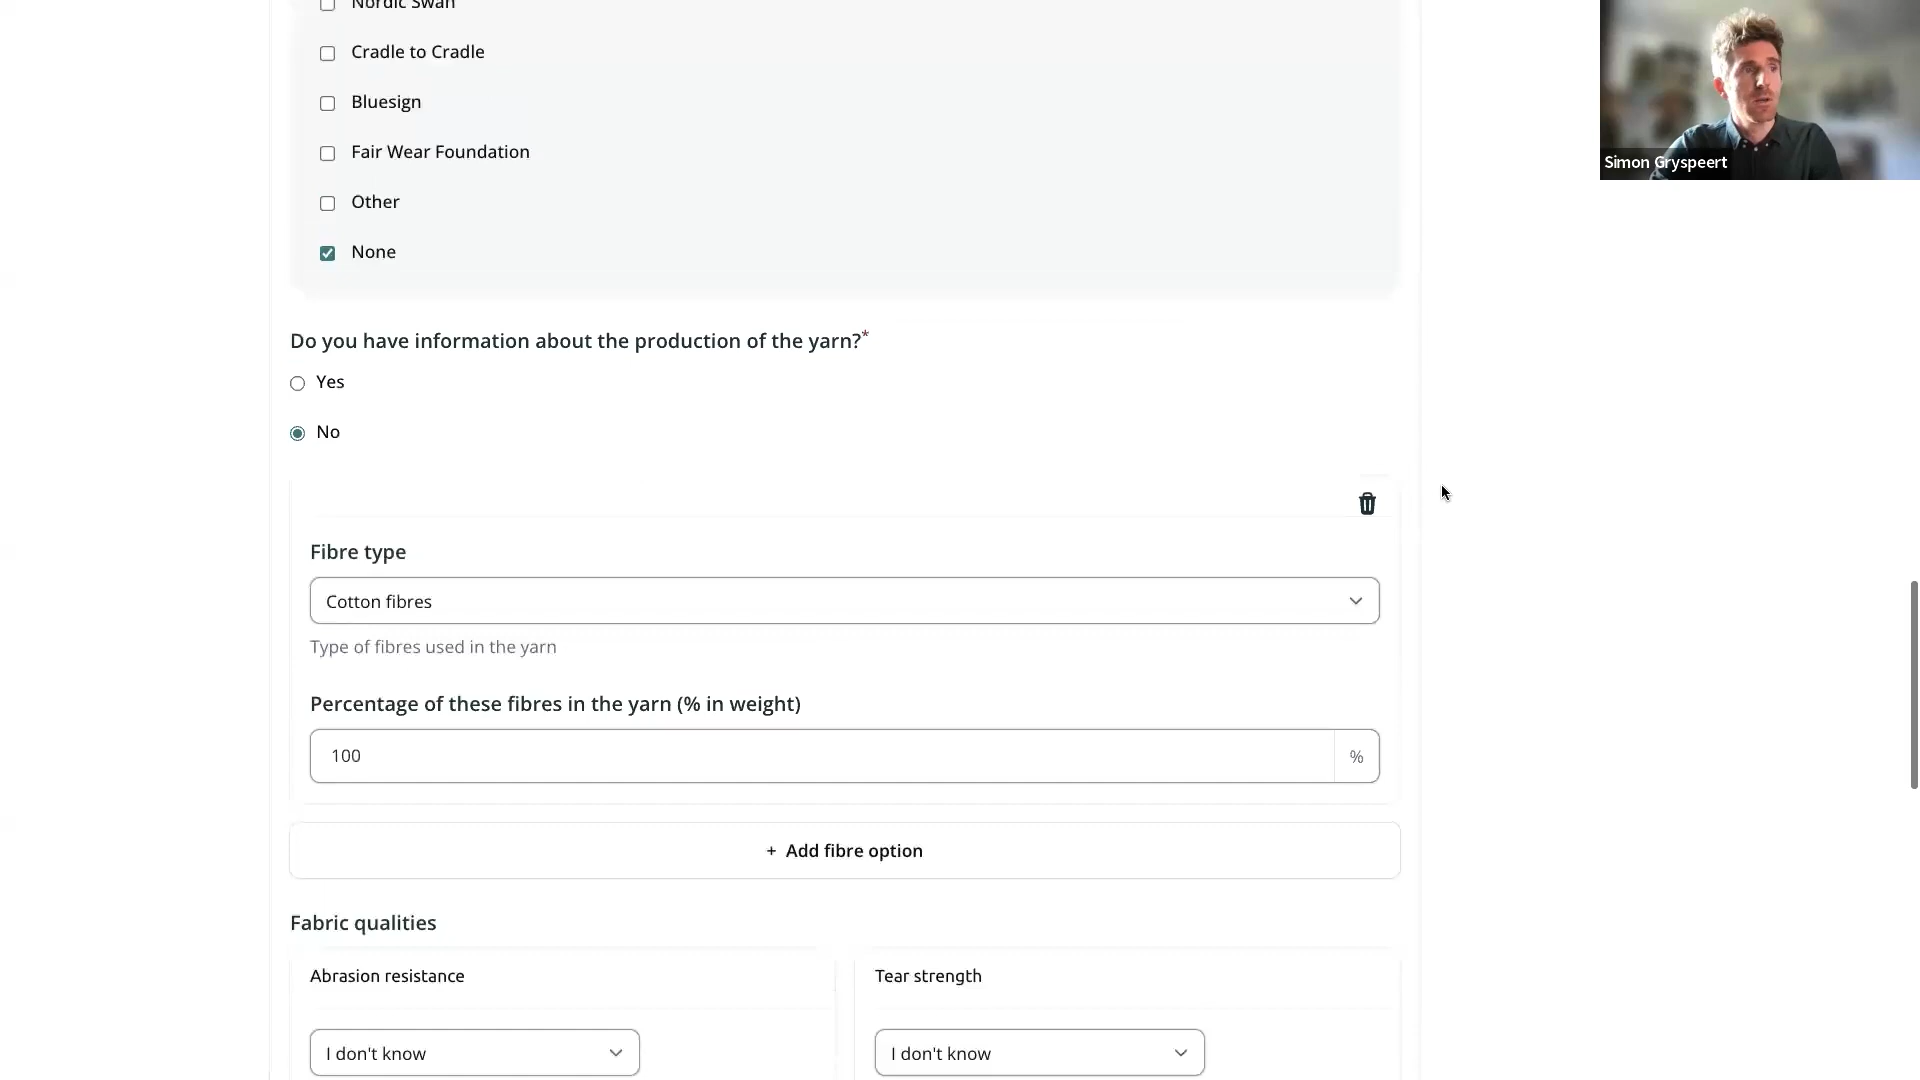 Nordic Swan
Cradle to Cradle
Bluesign
Fair Wear Foundation
Other
None
Simon Gryspeert
Do you have information about the production of the yarn?*
Yes
No
Fibre type
Cotton fibres
Type of fibres used in the yarn
Percentage of these fibres in the yarn (% in weight)
100
%
+ Add fibre option
Fabric qualities
Abrasion resistance
Tear strength
I don't know
I don't know